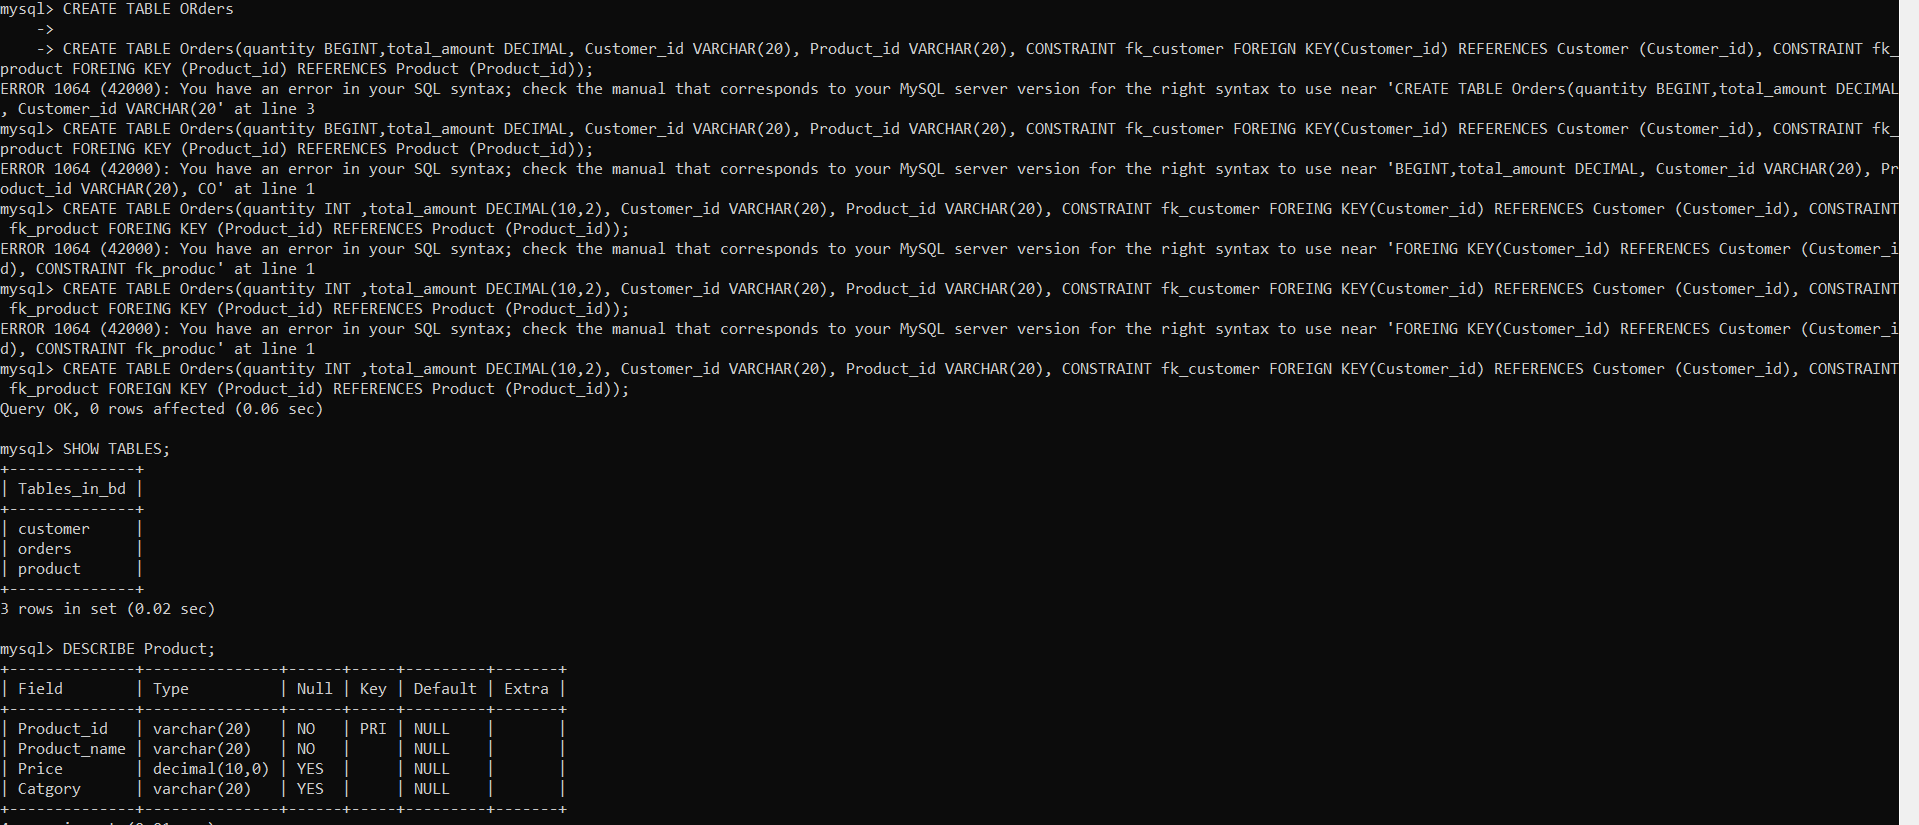 mysql> CREATE TABLE ORders
    ->
    -> CREATE TABLE Orders(quantity BEGINT,total_amount DECIMAL, Customer_id VARCHAR(20), Product_id VARCHAR(20), CONSTRAINT fk_customer FOREIGN KEY(Customer_id) REFERENCES Customer (Customer_id), CONSTRAINT fk_
product FOREING KEY (Product_id) REFERENCES Product (Product_id));
ERROR 1064 (42000): You have an error in your SQL syntax; check the manual that corresponds to your MySQL server version for the right syntax to use near 'CREATE TABLE Orders(quantity BEGINT,total_amount DECIMAL
, Customer_id VARCHAR(20' at line 3
mysql> CREATE TABLE Orders(quantity BEGINT,total_amount DECIMAL, Customer_id VARCHAR(20), Product_id VARCHAR(20), CONSTRAINT fk_customer FOREING KEY(Customer_id) REFERENCES Customer (Customer_id), CONSTRAINT fk_
product FOREING KEY (Product_id) REFERENCES Product (Product_id));
ERROR 1064 (42000): You have an error in your SQL syntax; check the manual that corresponds to your MySQL server version for the right syntax to use near 'BEGINT,total_amount DECIMAL, Customer_id VARCHAR(20), Pr
oduct_id VARCHAR(20), CO' at line 1
mysql> CREATE TABLE Orders(quantity INT ,total_amount DECIMAL(10,2), Customer_id VARCHAR(20), Product_id VARCHAR(20), CONSTRAINT fk_customer FOREING KEY(Customer_id) REFERENCES Customer (Customer_id), CONSTRAINT
 fk_product FOREING KEY (Product_id) REFERENCES Product (Product_id));
ERROR 1064 (42000): You have an error in your SQL syntax; check the manual that corresponds to your MySQL server version for the right syntax to use near 'FOREING KEY(Customer_id) REFERENCES Customer (Customer_i
d), CONSTRAINT fk_produc' at line 1
mysql> CREATE TABLE Orders(quantity INT ,total_amount DECIMAL(10,2), Customer_id VARCHAR(20), Product_id VARCHAR(20), CONSTRAINT fk_customer FOREING KEY(Customer_id) REFERENCES Customer (Customer_id), CONSTRAINT
 fk_product FOREING KEY (Product_id) REFERENCES Product (Product_id));
ERROR 1064 (42000): You have an error in your SQL syntax; check the manual that corresponds to your MySQL server version for the right syntax to use near 'FOREING KEY(Customer_id) REFERENCES Customer (Customer_i
d), CONSTRAINT fk_produc' at line 1
mysql> CREATE TABLE Orders(quantity INT ,total_amount DECIMAL(10,2), Customer_id VARCHAR(20), Product_id VARCHAR(20), CONSTRAINT fk_customer FOREIGN KEY(Customer_id) REFERENCES Customer (Customer_id), CONSTRAINT
 fk_product FOREIGN KEY (Product_id) REFERENCES Product (Product_id));
Query OK, 0 rows affected (0.06 sec)

mysql> SHOW TABLES;
+--------------+
| Tables_in_bd |
+--------------+
| customer     |
| orders       |
| product      |
+--------------+
3 rows in set (0.02 sec)

mysql> DESCRIBE Product;
+--------------+---------------+------+-----+---------+-------+
| Field        | Type          | Null | Key | Default | Extra |
+--------------+---------------+------+-----+---------+-------+
| Product_id   | varchar(20)   | NO   | PRI | NULL    |       |
| Product_name | varchar(20)   | NO   |     | NULL    |       |
| Price        | decimal(10,0) | YES  |     | NULL    |       |
| Catgory      | varchar(20)   | YES  |     | NULL    |       |
+--------------+---------------+------+-----+---------+-------+